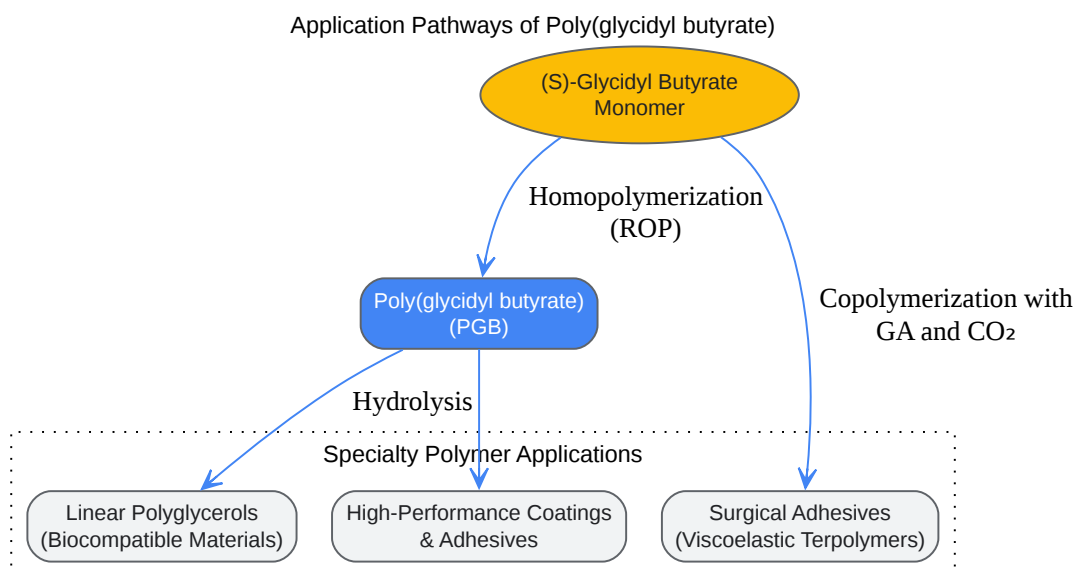 Application Pathways of Poly(glycidyl butyrate)
(S)-Glycidyl Butyrate
Monomer
Homopolymerization
(ROP)
Poly(glycidyl butyrate)
(PGB)
Copolymerization with
GA and CO₂
Hydrolysis
Specialty Polymer Applications
Linear Polyglycerols
(Biocompatible Materials)
High-Performance Coatings
& Adhesives
Surgical Adhesives
(Viscoelastic Terpolymers)